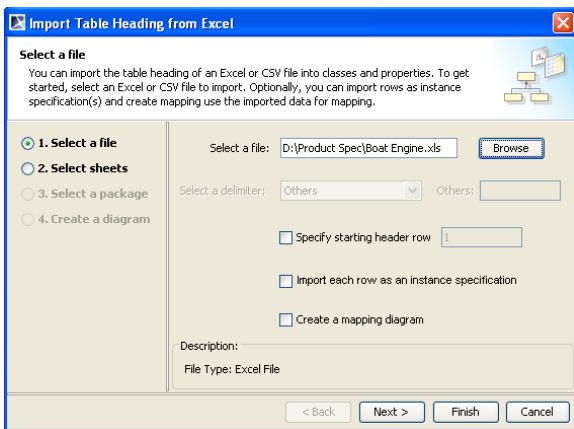 Import Table Heading from Excel
Select a file
You can import the table heading of an Excel or CSV file into classes and properties. To get
started, select an Excel or CSV file to import. Optionally, you can import rows as instance
specification(s) and create mapping use the imported data for mapping.
1. Select a file
2. Select sheets
3. Select a package
4. Create a diagram
Select a file: D:\Product Spec\Boat Engine.xls Browse
Select a delimiter: Others Others:
Specify starting header row 1
Import each row as an instance specification
Create a mapping diagram
Description:
File Type: Excel File
< Back Next > Finish Cancel